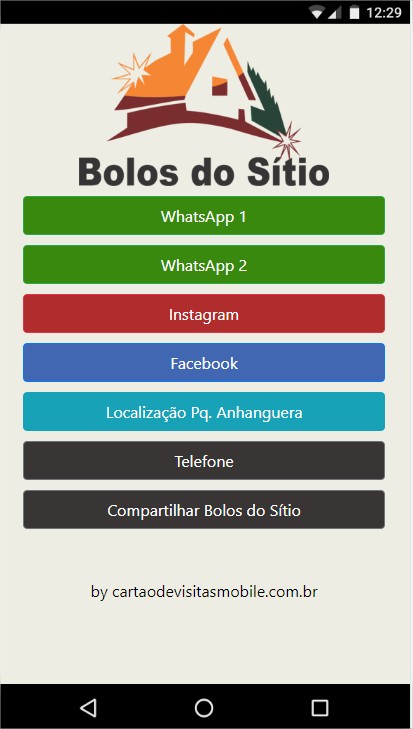 12:29
Bolos do Sítio
WhatsApp 1
WhatsApp 2
Instagram
Facebook
Localização Pq. Anhanguera
Telefone
Compartilhar Bolos do Sítio
by cartaodevisitasmobile.com.br